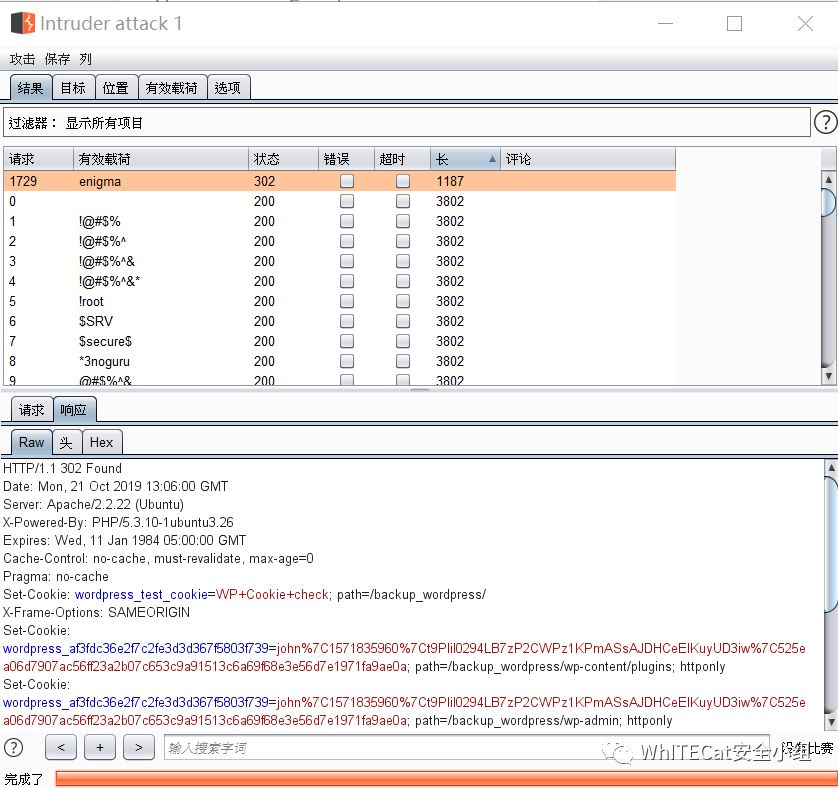 Intruder attack 1
攻击 保存 列
结果 目标 位置 有效载荷 选项
过滤器： 显示所有项目 ?
请求 有效载荷 状态 错误 超时 长 评论
1729 enigma 302 1187
0 200 3802
1 !@#$% 200 3802
2 !@#$%^ 200 3802
3 !@#$%^& 200 3802
4 !@#$%^&* 200 3802
5 !root 200 3802
6 $SRV 200 3802
7 $secure$ 200 3802
8 *3noguru 200 3802
9 @#$%^& 200 3802
请求 响应
Raw 头 Hex
HTTP/1.1 302 Found
Date: Mon, 21 Oct 2019 13:06:00 GMT
Server: Apache/2.2.22 (Ubuntu)
X-Powered-By: PHP/5.3.10-1ubuntu3.26
Expires: Wed, 11 Jan 1984 05:00:00 GMT
Cache-Control: no-cache, must-revalidate, max-age=0
Pragma: no-cache
Set-Cookie: wordpress_test_cookie=WP+Cookie+check; path=/backup_wordpress/
X-Frame-Options: SAMEORIGIN
Set-Cookie:
wordpress_af3fdc36e2f7c2fe3d3d367f5803f739=john%7C1571835960%7Ct9PIiI0294LB7zP2CWPz1KPmASsAJDHCeEIKuyUD3iw%7C525e
a06d7907ac56ff23a2b07c653c9a91513c6a69f68e3e56d7e1971fa9ae0a; path=/backup_wordpress/wp-content/plugins; httponly
Set-Cookie:
wordpress_af3fdc36e2f7c2fe3d3d367f5803f739=john%7C1571835960%7Ct9PIiI0294LB7zP2CWPz1KPmASsAJDHCeEIKuyUD3iw%7C525e
a06d7907ac56ff23a2b07c653c9a91513c6a69f68e3e56d7e1971fa9ae0a; path=/backup_wordpress/wp-admin; httponly
? < + > 输入搜索字词 没有比赛
WhITECat安全小组
完成了